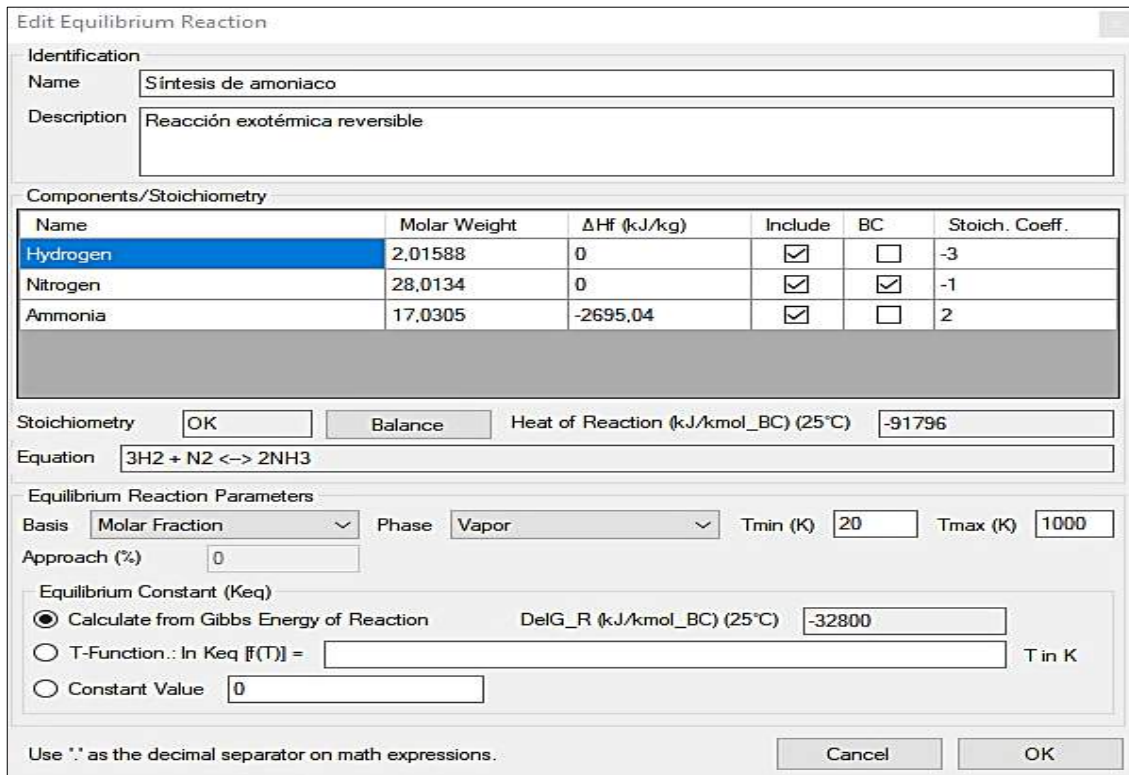 Edit Equilibrium Reaction
Identification
Name Síntesis de amoniaco
Description Reacción exotérmica reversible
Components/Stoichiometry
Name Molar Weight ΔHf (kJ/kg) Include BC Stoich. Coeff.
Hydrogen 2,01588 0 -3
Nitrogen 28,0134 0 -1
Ammonia 17,0305 -2695,04 2
Stoichiometry OK Balance Heat of Reaction (kJ/kmol_BC) (25°C) -91796
Equation 3H2 + N2 <--> 2NH3
Equilibrium Reaction Parameters
Basis Molar Fraction Phase Vapor Tmin (K) 20 Tmax (K) 1000
Approach (%) 0
Equilibrium Constant (Keq)
Calculate from Gibbs Energy of Reaction DelG_R (kJ/kmol_BC) (25°C) -32800
T-Function.: ln Keq [f(T)] = T in K
Constant Value 0
Use '.' as the decimal separator on math expressions. Cancel OK